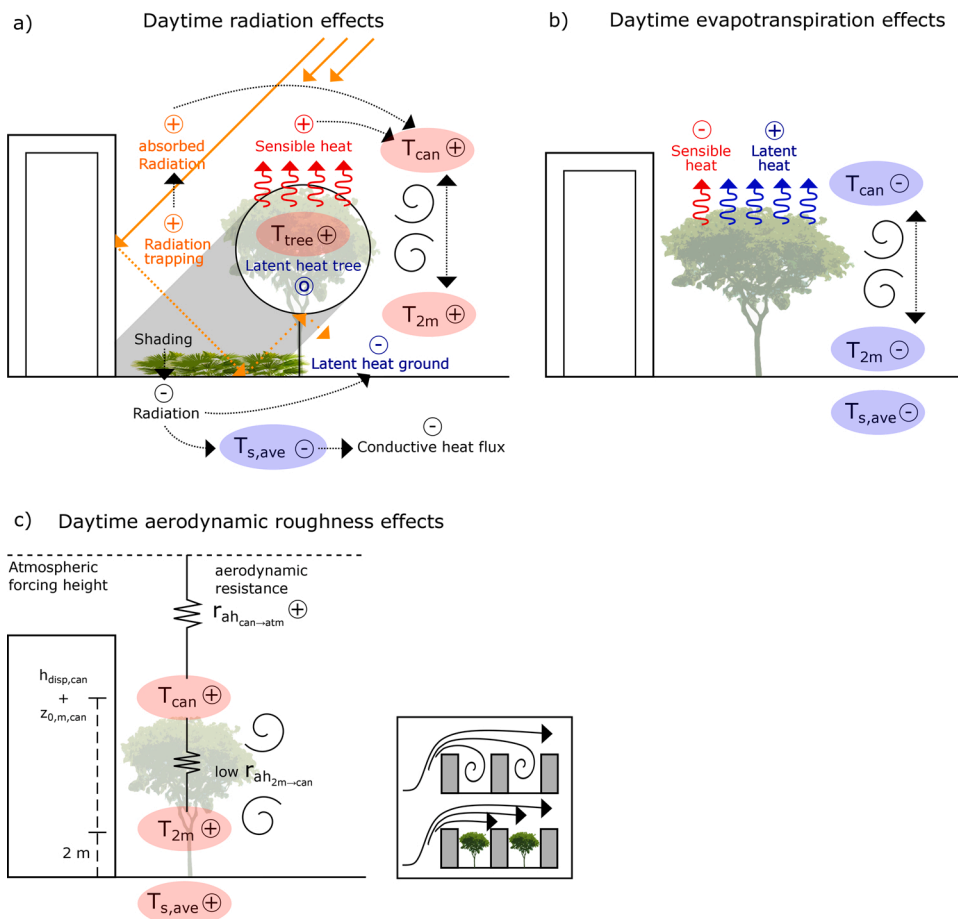 a) Daytime radiation effects
⊕
absorbed
Radiation
⊕
Radiation
trapping
⊕
Sensible heat
T_can ⊕
T_tree ⊕
Latent heat tree
⓪
T_2m ⊕
Shading
⊖
Latent heat ground
⊖
Radiation
T_s,ave ⊖
⊖
Conductive heat flux
b) Daytime evapotranspiration effects
⊖
Sensible
heat
⊕
Latent
heat
T_can ⊖
T_2m ⊖
T_s,ave ⊖
c) Daytime aerodynamic roughness effects
Atmospheric
forcing height
aerodynamic
resistance
r_ah_can→atm ⊕
h_disp,can
+
z_0,m,can
T_can ⊕
low r_ah_2m→can
T_2m ⊕
2 m
T_s,ave ⊕